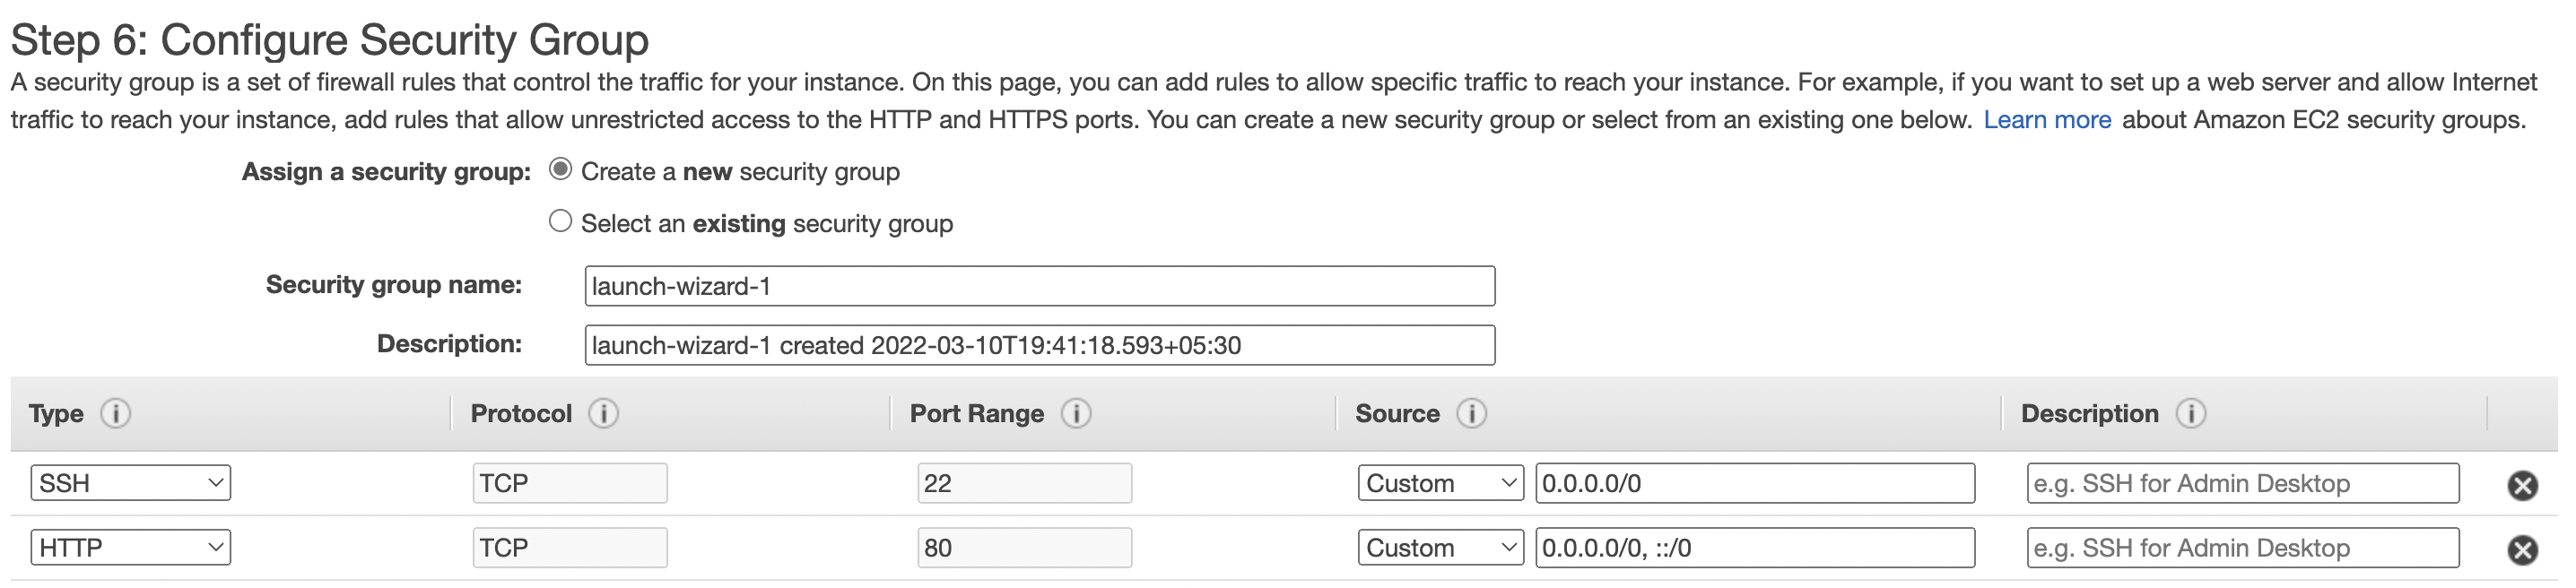 Step 6: Configure Security Group
A security group is a set of firewall rules that control the traffic for your instance. On this page, you can add rules to allow specific traffic to reach your instance. For example, if you want to set up a web server and allow Internet
traffic to reach your instance, add rules that allow unrestricted access to the HTTP and HTTPS ports. You can create a new security group or select from an existing one below. Learn more about Amazon EC2 security groups.
Assign a security group: Create a new security group
Select an existing security group
Security group name: launch-wizard-1
Description: launch-wizard-1 created 2022-03-10T19:41:18.593+05:30
Type Protocol Port Range Source Description
SSH TCP 22 Custom 0.0.0.0/0 e.g. SSH for Admin Desktop
HTTP TCP 80 Custom 0.0.0.0/0, ::/0 e.g. SSH for Admin Desktop